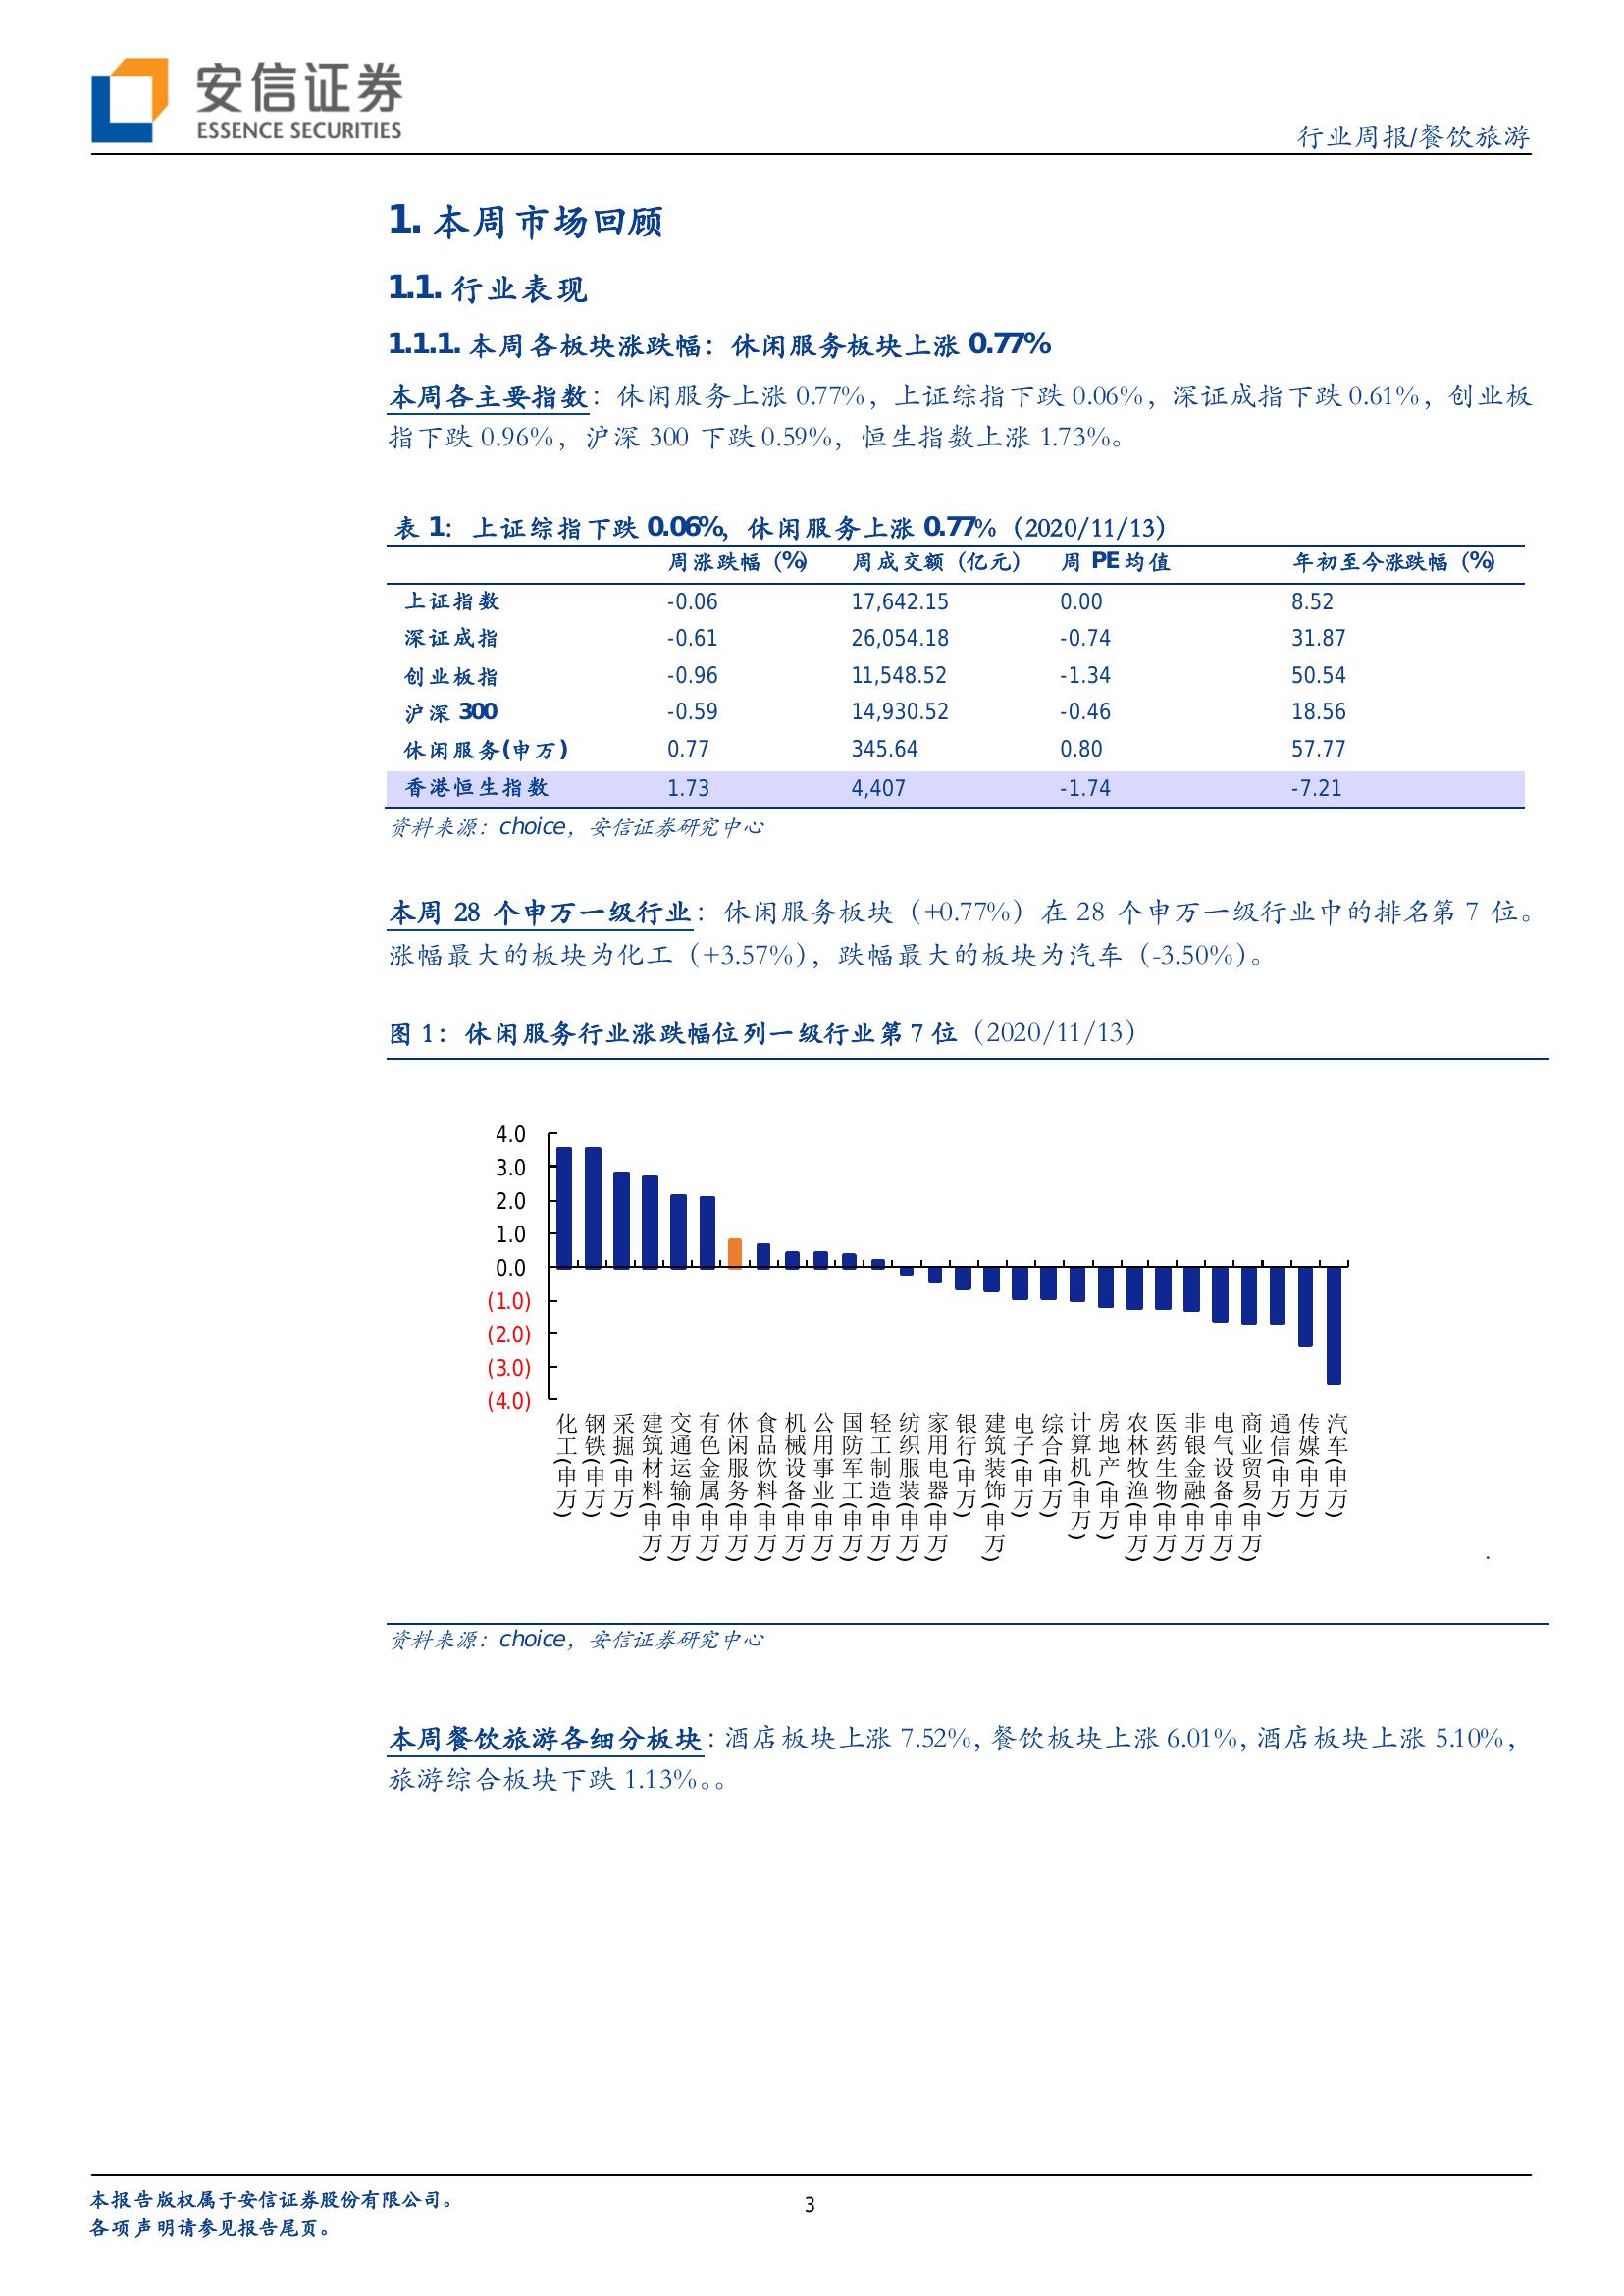 安信证券
ESSENCE SECURITIES
行业周报/餐饮旅游
1. 本周市场回顾
1.1. 行业表现
1.1.1. 本周各板块涨跌幅：休闲服务板块上涨 0.77%
本周各主要指数：休闲服务上涨 0.77%，上证综指下跌 0.06%，深证成指下跌 0.61%，创业板
指下跌 0.96%，沪深 300 下跌 0.59%，恒生指数上涨 1.73%。
表 1：上证综指下跌 0.06%，休闲服务上涨 0.77%（2020/11/13）
周涨跌幅（%） 周成交额（亿元） 周 PE 均值 年初至今涨跌幅（%）
上证指数 -0.06 17,642.15 0.00 8.52
深证成指 -0.61 26,054.18 -0.74 31.87
创业板指 -0.96 11,548.52 -1.34 50.54
沪深 300 -0.59 14,930.52 -0.46 18.56
休闲服务(申万) 0.77 345.64 0.80 57.77
香港恒生指数 1.73 4,407 -1.74 -7.21
资料来源：choice，安信证券研究中心
本周 28 个申万一级行业：休闲服务板块（+0.77%）在 28 个申万一级行业中的排名第 7 位。
涨幅最大的板块为化工（+3.57%），跌幅最大的板块为汽车（-3.50%）。
图 1：休闲服务行业涨跌幅位列一级行业第 7 位（2020/11/13）
4.0
3.0
2.0
1.0
0.0
(1.0)
(2.0)
(3.0)
(4.0)
化工(申万)
钢铁(申万)
采掘(申万)
建筑材料(申万)
交通运输(申万)
有色金属(申万)
休闲服务(申万)
食品饮料(申万)
机械设备(申万)
公用事业(申万)
国防军工(申万)
轻工制造(申万)
纺织服装(申万)
家用电器(申万)
银行(申万)
建筑装饰(申万)
电子(申万)
综合(申万)
计算机(申万)
房地产(申万)
农林牧渔(申万)
医药生物(申万)
非银金融(申万)
电气设备(申万)
商业贸易(申万)
通信(申万)
传媒(申万)
汽车(申万)
资料来源：choice，安信证券研究中心
本周餐饮旅游各细分板块：酒店板块上涨 7.52%, 餐饮板块上涨 6.01%, 酒店板块上涨 5.10%，
旅游综合板块下跌 1.13%。。
本报告版权属于安信证券股份有限公司。
3
各项声明请参见报告尾页。